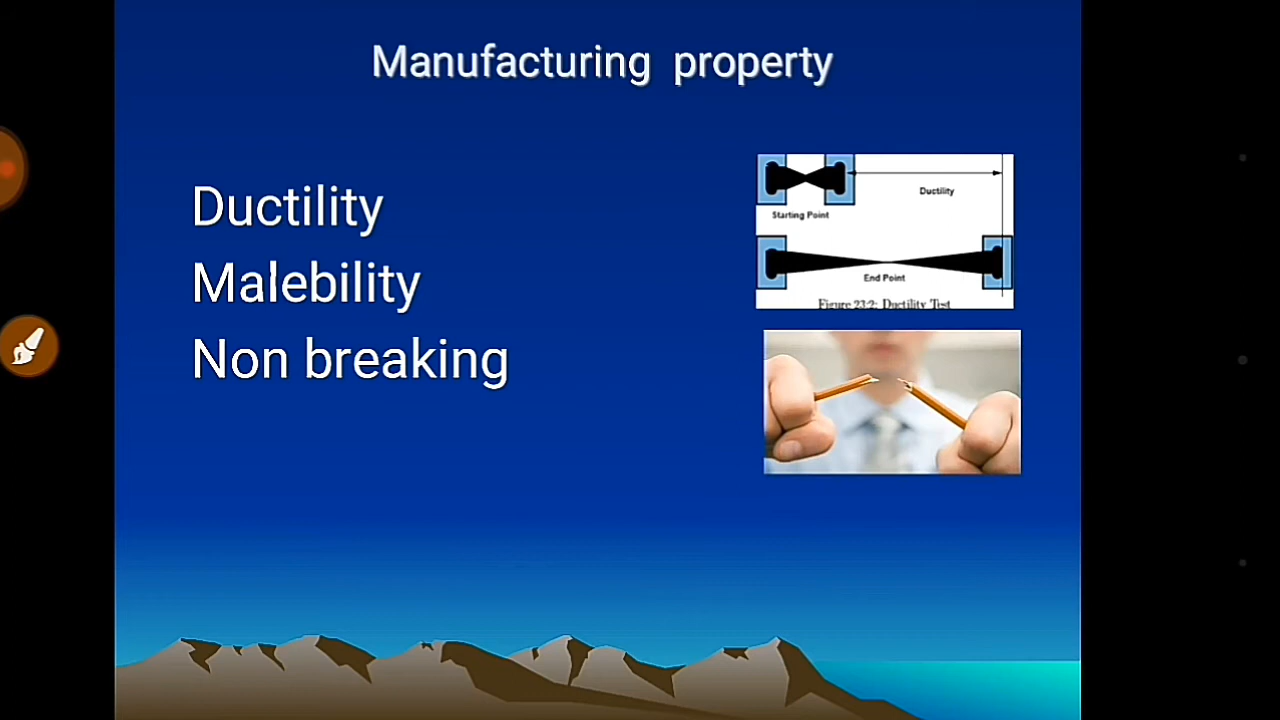 Manufacturing property
Ductility
Malebility
Non breaking
Ductility
Starting Point
End Point
Figure 23:2: Ductility Test